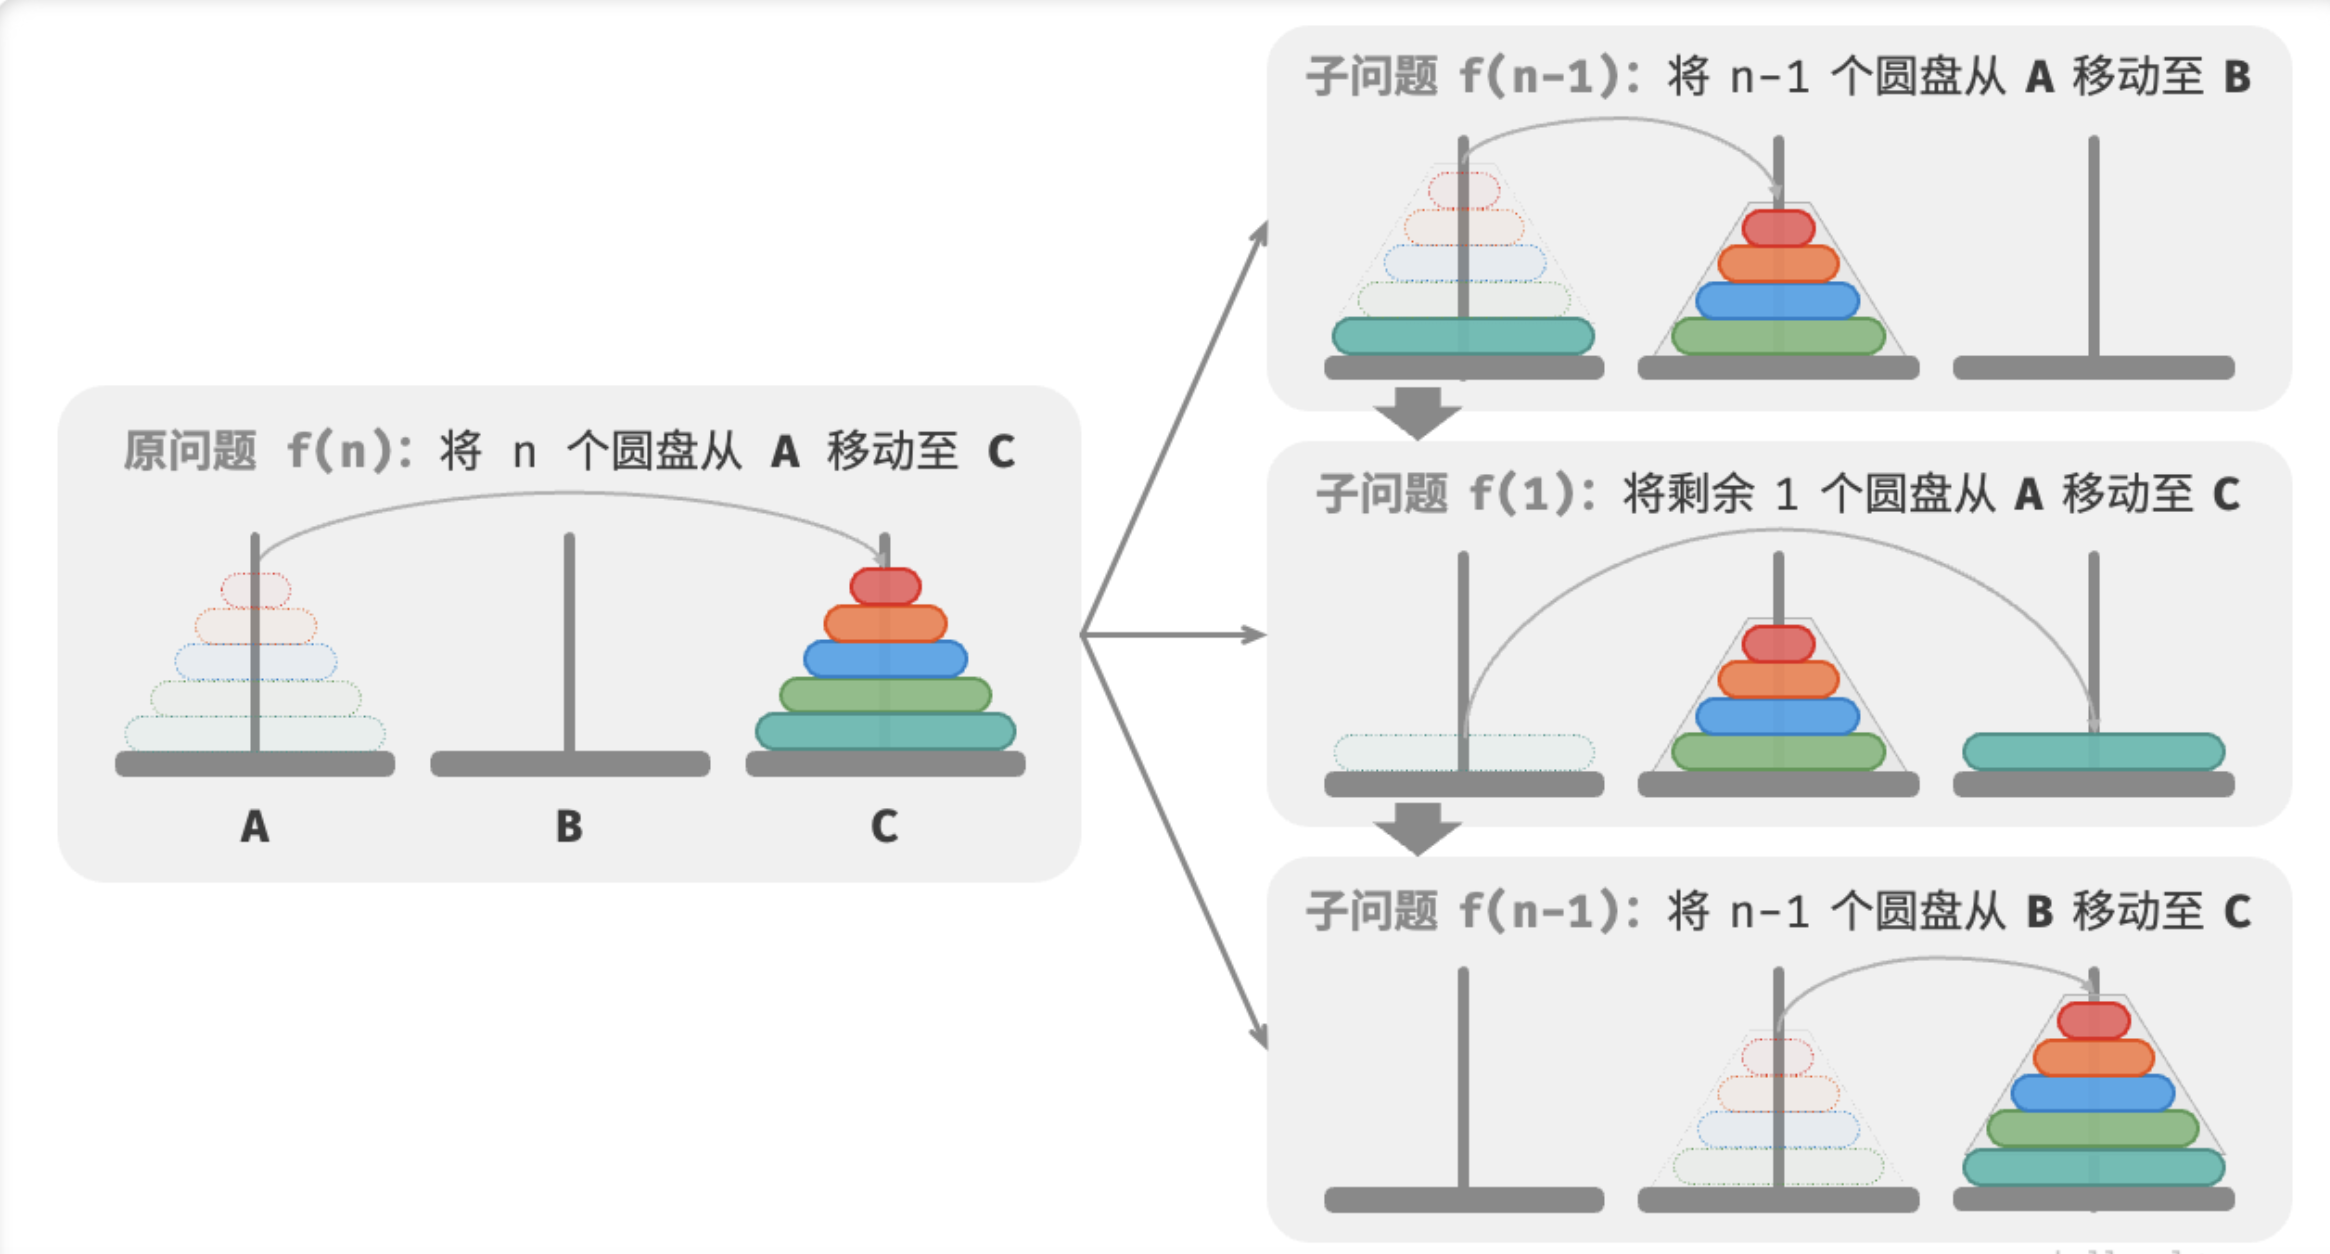 原问题 f(n)：将 n 个圆盘从 A 移动至 C
A B C
子问题 f(n-1)：将 n-1 个圆盘从 A 移动至 B
子问题 f(1)：将剩余 1 个圆盘从 A 移动至 C
子问题 f(n-1)：将 n-1 个圆盘从 B 移动至 C